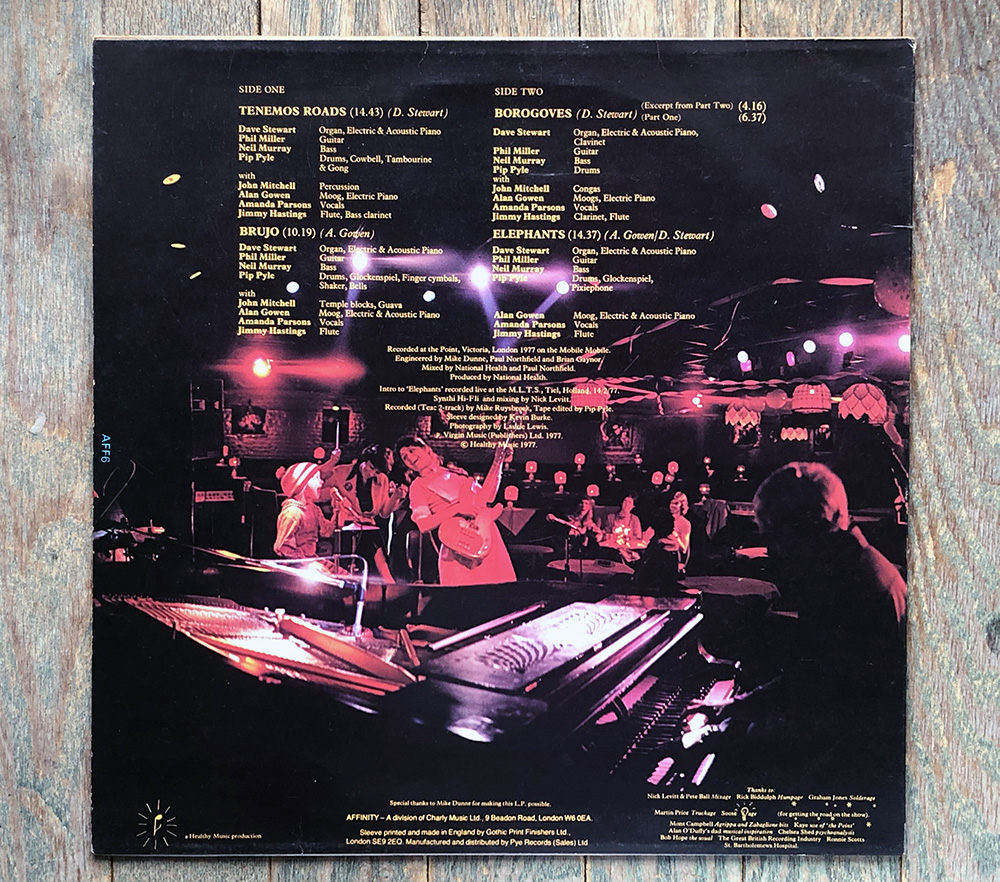 SIDE ONE
TENEMOS ROADS (14.43) (D. Stewart)
Dave Stewart Organ, Electric & Acoustic Piano
Phil Miller Guitar
Neil Murray Bass
Pip Pyle Drums, Cowbell, Tambourine
& Gong
with
John Mitchell Percussion
Alan Gowen Moog, Electric Piano
Amanda Parsons Vocals
Jimmy Hastings Flute, Bass clarinet
BRUJO (10.19) (A. Gowen)
Dave Stewart Organ, Electric & Acoustic Piano
Phil Miller Guitar
Neil Murray Bass
Pip Pyle Drums, Glockenspiel, Finger cymbals,
Shaker, Bells
with
John Mitchell Temple blocks, Guava
Alan Gowen Moog, Electric & Acoustic Piano
Amanda Parsons Vocals
Jimmy Hastings Flute
SIDE TWO
BOROGOVES (D. Stewart) (Excerpt from Part Two) (4.16)
(Part One) (6.37)
Dave Stewart Organ, Electric & Acoustic Piano,
Clavinet
Phil Miller Guitar
Neil Murray Bass
Pip Pyle Drums
with
John Mitchell Congas
Alan Gowen Moogs, Electric Piano
Amanda Parsons Vocals
Jimmy Hastings Clarinet, Flute
ELEPHANTS (14.37) (A. Gowen/D. Stewart)
Dave Stewart Organ, Electric & Acoustic Piano
Phil Miller Guitar
Neil Murray Bass
Pip Pyle Drums, Glockenspiel,
Pixiephone
Alan Gowen Moog, Electric & Acoustic Piano
Amanda Parsons Vocals
Jimmy Hastings Flute
Recorded at the Point, Victoria, London 1977 on the Mobile Mobile.
Engineered by Mike Dunne, Paul Northfield and Brian Gaynor
Mixed by National Health and Paul Northfield.
Produced by National Health.
Intro to 'Elephants' recorded live at the M.L.T.S., Tiel, Holland, 14/2/77.
Synthi Hi-Fli and mixing by Nick Levitt.
Recorded (Teac 2-track) by Mike Ruysbroek, Tape edited by Pip Pyle.
Sleeve designed by Kevin Burke.
Photography by Laurie Lewis.
℗ Virgin Music (Publishers) Ltd. 1977.
© Healthy Music 1977.
AFF6
a Healthy Music production
Special thanks to Mike Dunne for making this L.P. possible.
AFFINITY – A division of Charly Music Ltd., 9 Beadon Road, London W6 0EA.
Sleeve printed and made in England by Gothic Print Finishers Ltd.,
London SE9 2EQ. Manufactured and distributed by Pye Records (Sales) Ltd
Thanks to:
Nick Levitt & Pete Ball Mixage Rick Biddulph Humpage Graham Jones Solderage
Martin Prior Truckage Soose age (for getting the road on the show).
Mont Campbell Agrippa and Zabaglione bits Kaye use of 'the Point'
Alan O'Duffy's dad musical inspiration Chelsea Shed psychoanalysis
Bob Hope the usual The Great British Recording Industry Ronnie Scotts
St. Bartholomews Hospital.